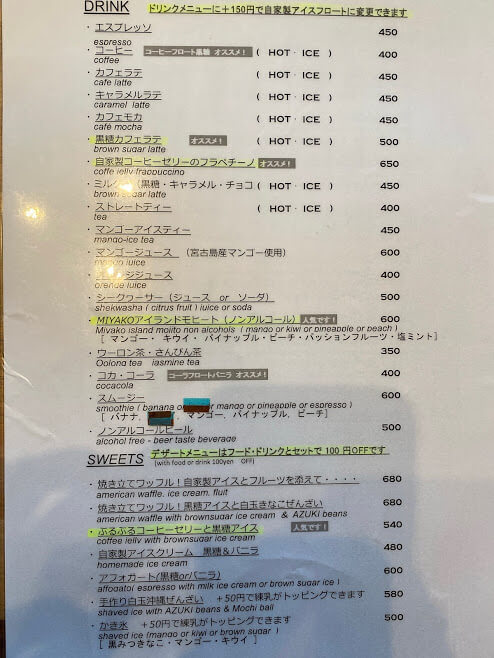 DRINK ドリンクメニューに＋150円で自家製アイスフロートに変更できます
・エスプレッソ 450
espresso
・コーヒー コーヒーフロート黒糖 オススメ！ ( HOT・ICE ) 400
coffee
・カフェラテ ( HOT・ICE ) 450
cafe latte
・キャラメルラテ ( HOT・ICE ) 450
caramel latte
・カフェモカ ( HOT・ICE ) 450
café mocha
・黒糖カフェラテ オススメ！ ( HOT・ICE ) 500
brown sugar latte
・自家製コーヒーゼリーのフラペチーノ オススメ！ 650
coffe jelly frappuccino
・ミルク (黒糖・キャラメル・チョコ ( HOT・ICE ) 450
brown sugar latte
・ストレートティー ( HOT・ICE ) 400
tea
・マンゴーアイスティー 450
mango-ice tea
・マンゴージュース （宮古島産マンゴー使用） 600
mango juice
・ジジュース 400
orenge juice
・シークヮーサー（ジュース or ソーダ） 500
shekwasha ( citrus fruit ) juice or soda
・MIYAKOアイランドモヒート（ノンアルコール） 人気です！ 600
Miyako island mojito non alcohols ( mango or kiwi or pineapple or peach )
[ マンゴー・ キウイ・ パイナップル・ピーチ・パッションフルーツ・塩ミント]
・ウーロン茶・さんぴん茶 350
Oolong tea jasmine tea
・コカ・コーラ コーラフロートバニラ オススメ！ 400
cocacola
・スムージー 600
smoothie ( banana or mango or pineapple or espresso )
[ バナナ、 、マンゴー、パイナップル、ピーチ]
・ノンアルコールビール 500
alcohol free - beer taste beverage
SWEETS デザートメニューはフード・ドリンクとセットで 100 円OFFです
(with food or drink 100yen OFF)
・焼き立てワッフル！自家製アイスとフルーツを添えて・・・・ 680
american waffle, ice cream, fluit
・焼き立てワッフル！黒糖アイスと白玉きなこぜんざい 680
american waffle with brownsugar ice cream & AZUKI beans
・ぷるぷるコーヒーゼリーと黒糖アイス 人気です！ 540
coffee jelly with brownsugar ice cream
・自家製アイスクリーム 黒糖＆バニラ 480
homemade ice cream
・アフォガート(黒糖orバニラ) 600
affogatoi espresso with milk ice cream or brown sugar ice )
・手作り白玉沖縄ぜんざい ＋50円で練乳がトッピングできます 580
shaved ice with AZUKI beans & Mochi ball
・かき氷 ＋50円で練乳がトッピングできます 500
shaved ice (mango or kiwi or brown sugar )
[ 黒みつきなこ・マンゴー・キウイ ]